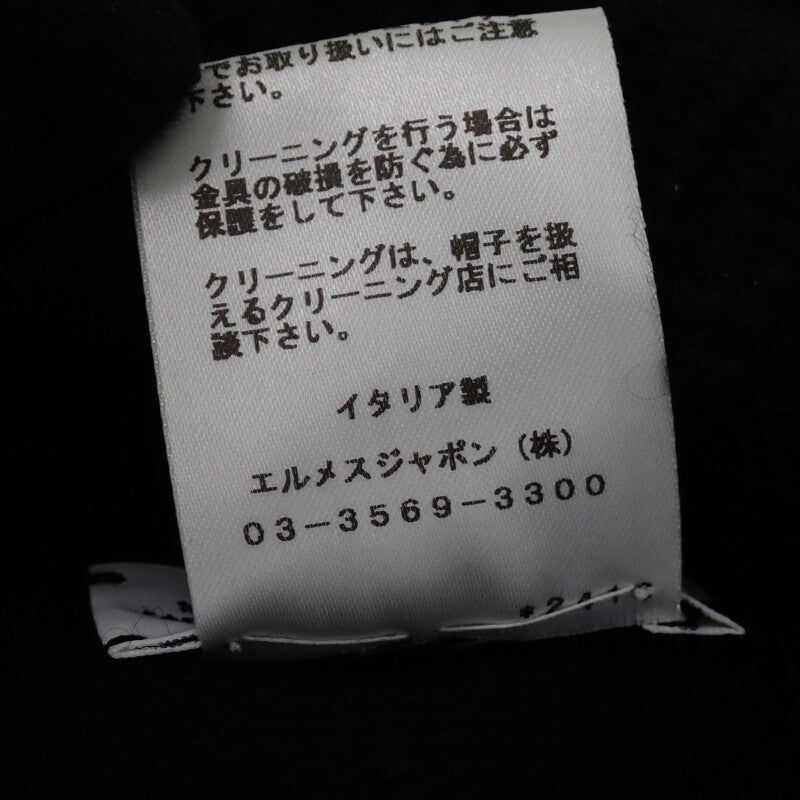 でお取り扱いにはご注意
下さい。
クリーニングを行う場合は
金具の破損を防ぐ為に必ず
保護をして下さい。
クリーニングは、帽子を扱
えるクリーニング店にご相
談下さい。
イタリア製
エルメスジャポン（株）
03-3569-3300